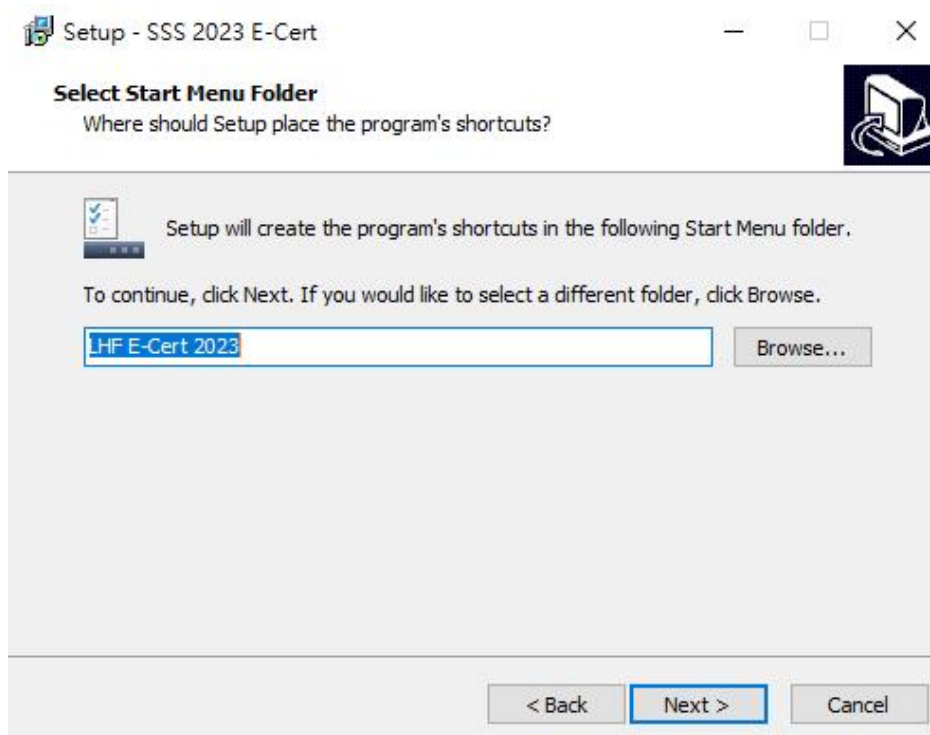 Setup - SSS 2023 E-Cert
Select Start Menu Folder
Where should Setup place the program's shortcuts?
Setup will create the program's shortcuts in the following Start Menu folder.
To continue, click Next. If you would like to select a different folder, click Browse.
LHF E-Cert 2023
Browse...
< Back
Next >
Cancel